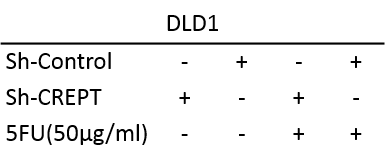 DLD1
Sh-Control - + - +
Sh-CREPT + - + -
5FU(50μg/ml) - - + +